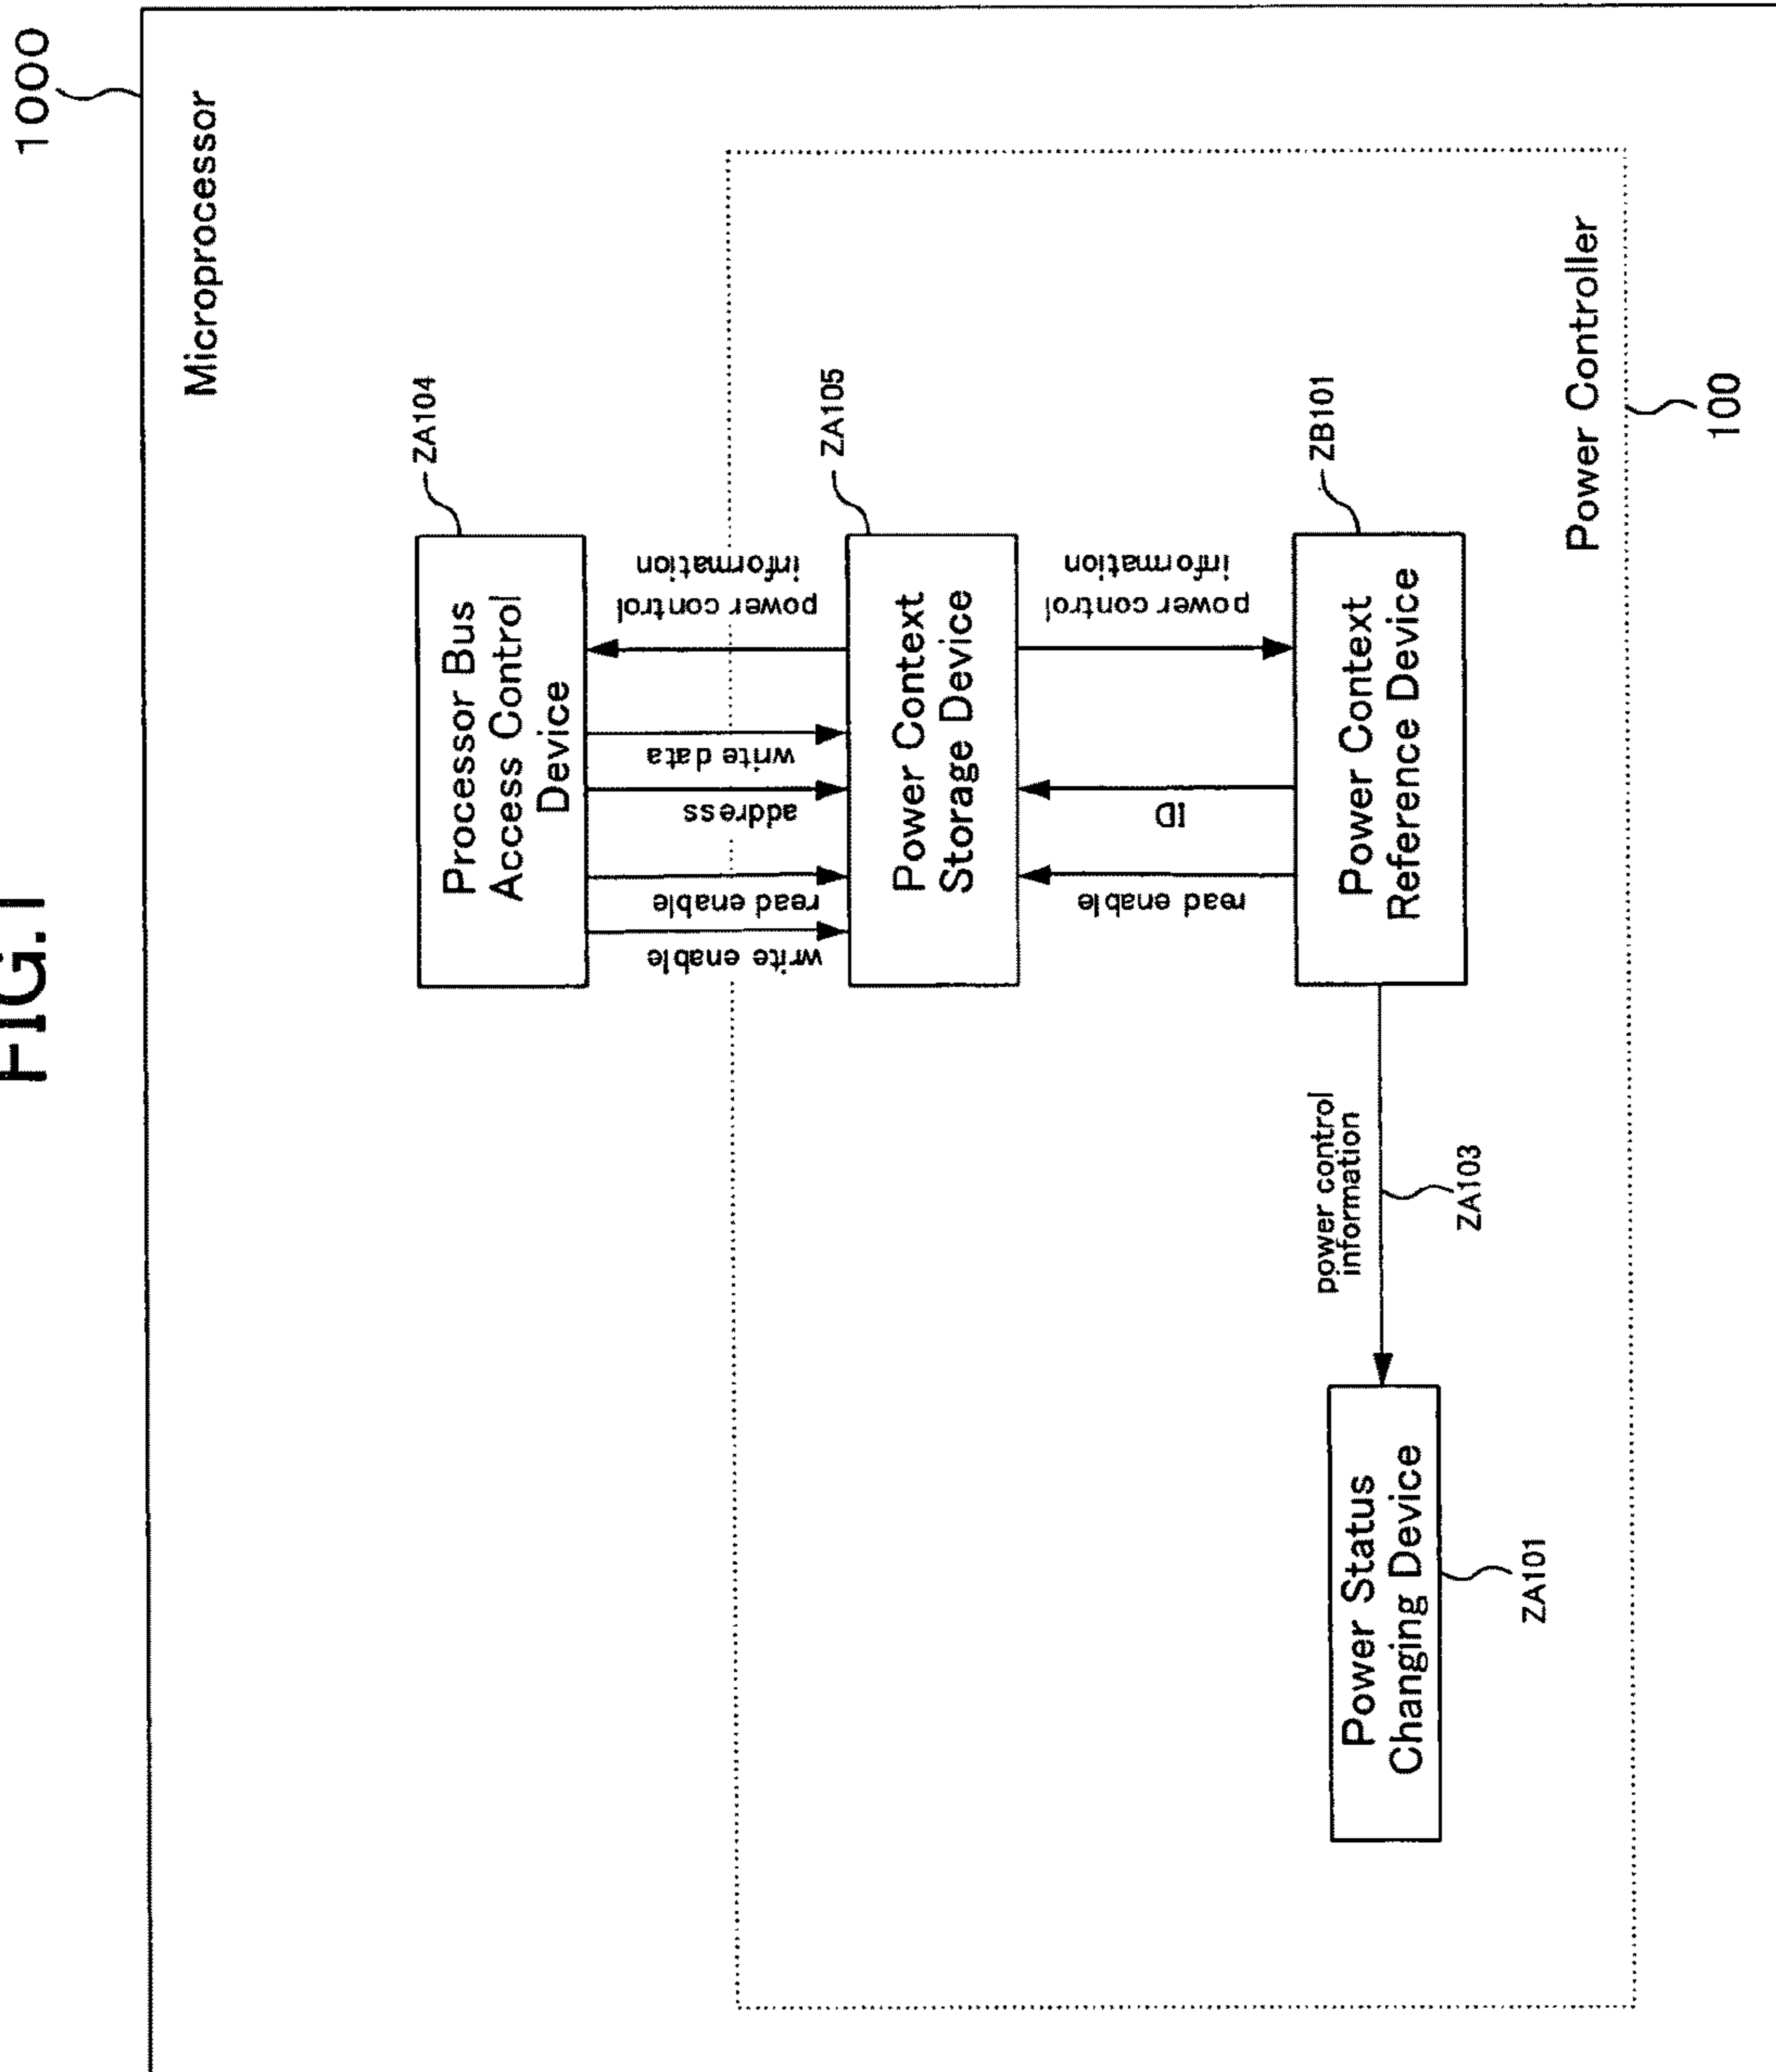 FIG.1
1000
Microprocessor
ZA104
Processor Bus
Access Control
Device
write enable
read enable
address
write data
power control
information
ZA105
Power Context
Storage Device
read enable
ID
power control
information
ZB101
Power Context
Reference Device
power control
information
ZA103
Power Status
Changing Device
ZA101
Power Controller
100